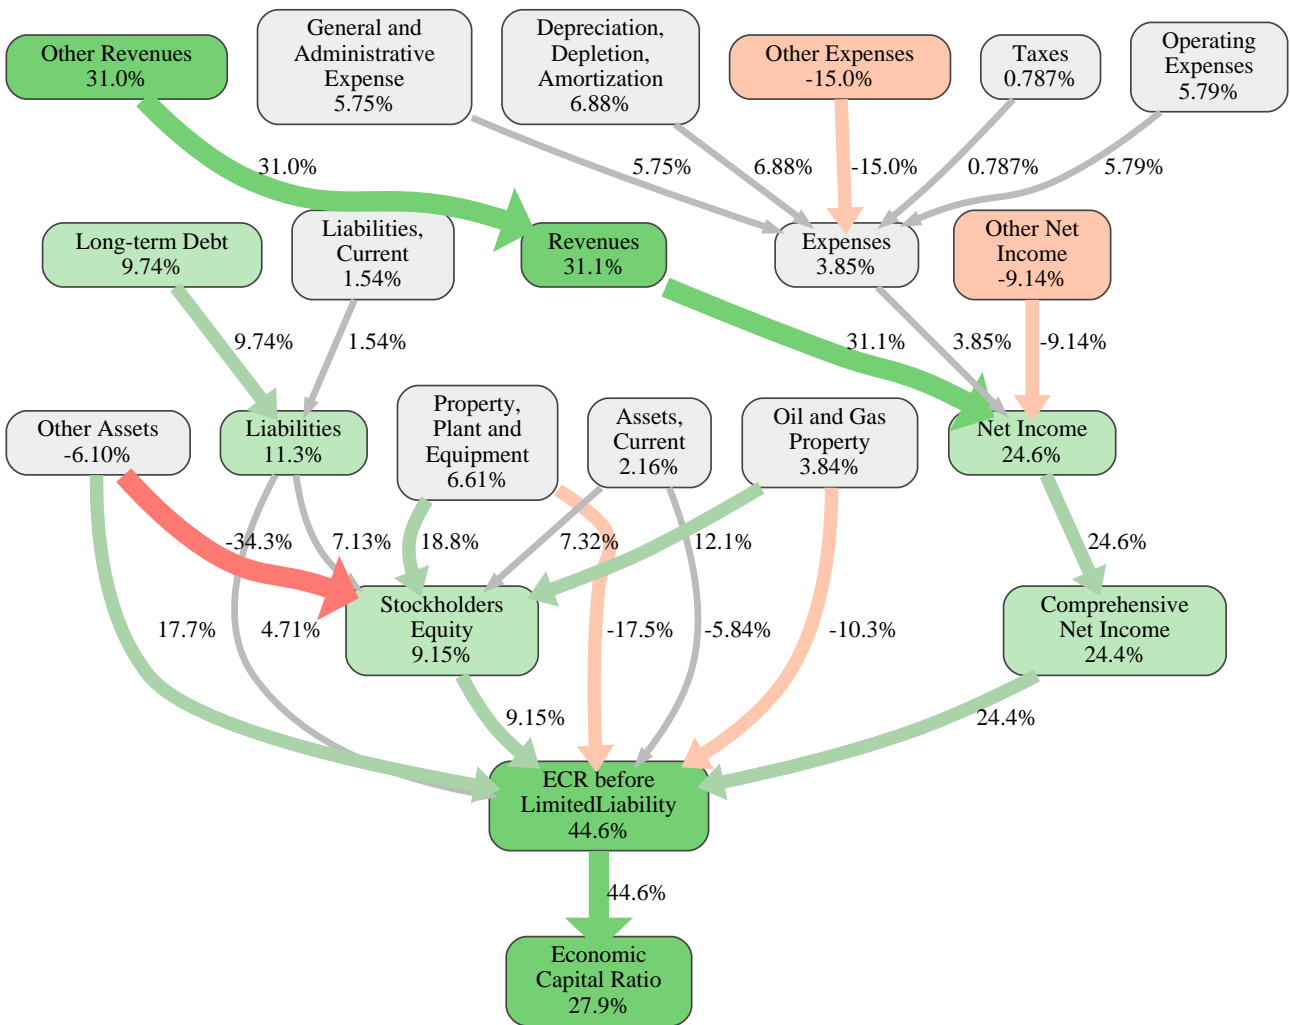 Other Revenues
31.0%
General and
Administrative
Expense
5.75%
Depreciation,
Depletion,
Amortization
6.88%
Other Expenses
-15.0%
Taxes
0.787%
Operating
Expenses
5.79%
31.0%
5.75%
6.88%
-15.0%
0.787%
5.79%
Long-term Debt
9.74%
Liabilities,
Current
1.54%
Revenues
31.1%
Expenses
3.85%
Other Net
Income
-9.14%
9.74%
1.54%
31.1%
3.85%
-9.14%
Other Assets
-6.10%
Liabilities
11.3%
Property,
Plant and
Equipment
6.61%
Assets,
Current
2.16%
Oil and Gas
Property
3.84%
Net Income
24.6%
-34.3%
7.13%
18.8%
7.32%
12.1%
24.6%
17.7%
4.71%
Stockholders
Equity
9.15%
-17.5%
-5.84%
-10.3%
Comprehensive
Net Income
24.4%
9.15%
24.4%
ECR before
LimitedLiability
44.6%
44.6%
Economic
Capital Ratio
27.9%